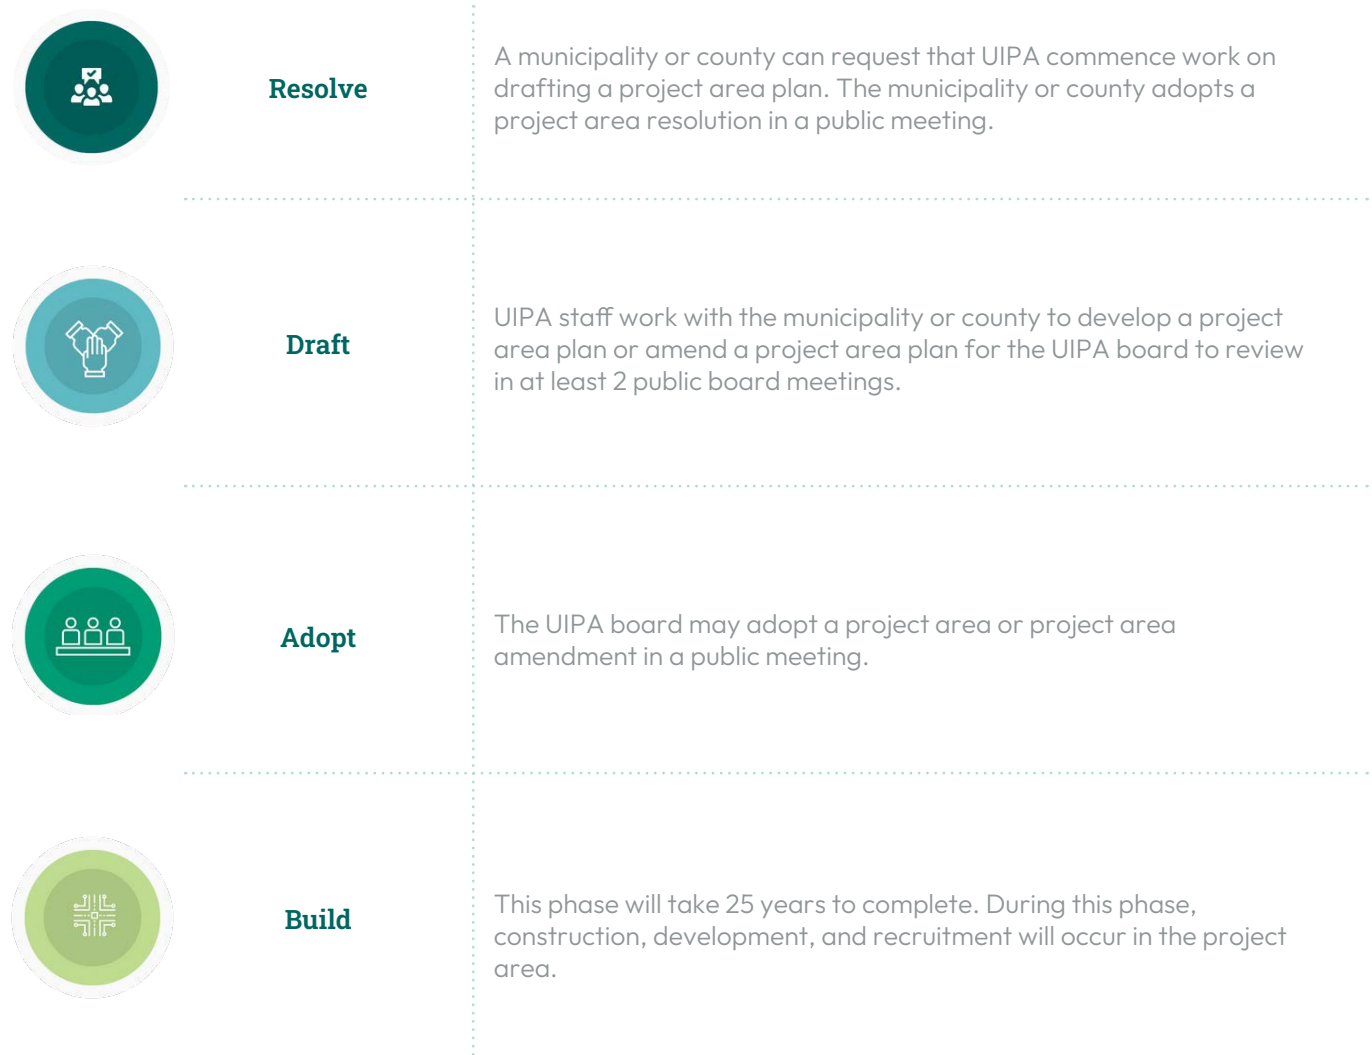 Resolve
A municipality or county can request that UIPA commence work on
drafting a project area plan. The municipality or county adopts a
project area resolution in a public meeting.
Draft
UIPA staff work with the municipality or county to develop a project
area plan or amend a project area plan for the UIPA board to review
in at least 2 public board meetings.
Adopt
The UIPA board may adopt a project area or project area
amendment in a public meeting.
Build
This phase will take 25 years to complete. During this phase,
construction, development, and recruitment will occur in the project
area.